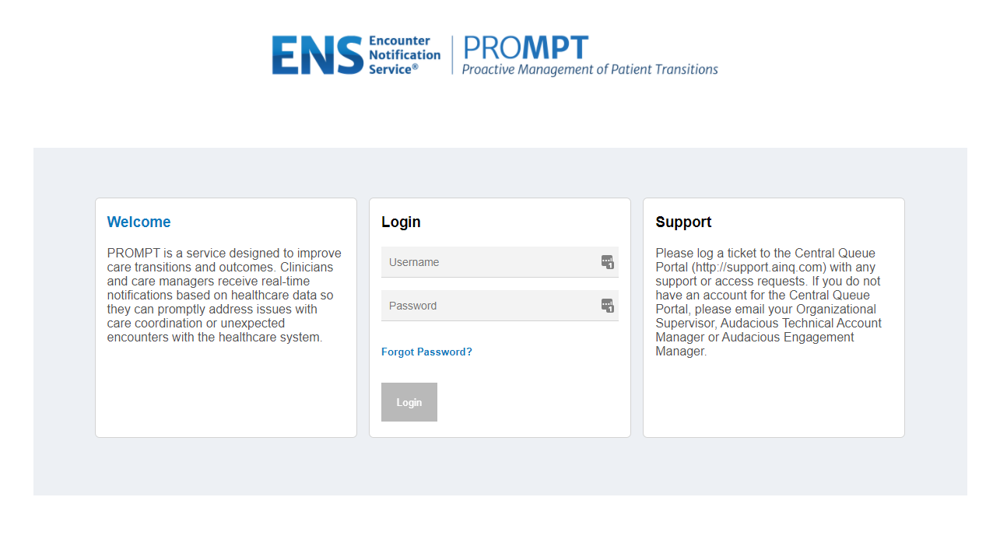 ENS Encounter Notification Service®
PROMPT
Proactive Management of Patient Transitions
Welcome
PROMPT is a service designed to improve
care transitions and outcomes. Clinicians
and care managers receive real-time
notifications based on healthcare data so
they can promptly address issues with
care coordination or unexpected
encounters with the healthcare system.
Login
Username
1
Password
1
Forgot Password?
Login
Support
Please log a ticket to the Central Queue
Portal (http://support.ainq.com) with any
support or access requests. If you do not
have an account for the Central Queue
Portal, please email your Organizational
Supervisor, Audacious Technical Account
Manager or Audacious Engagement
Manager.